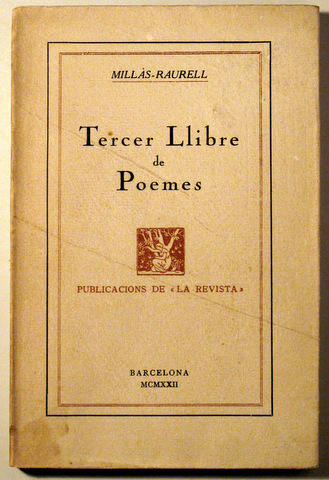 MILLÀS-RAURELL
Tercer Llibre
de
Poemes
PUBLICACIONS DE «LA REVISTA»
BARCELONA
MCMXXII